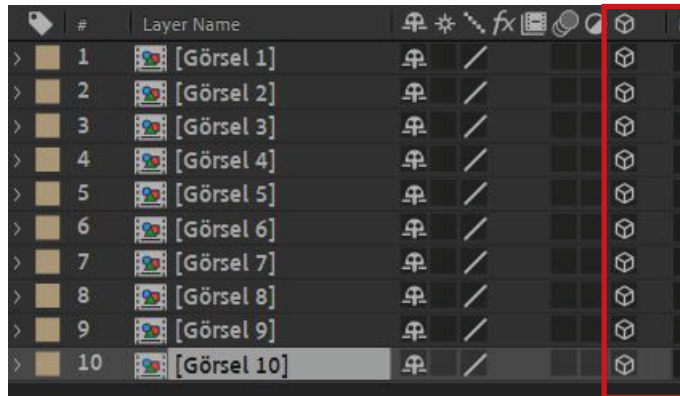 # Layer Name fx
1 [Görsel 1]
2 [Görsel 2]
3 [Görsel 3]
4 [Görsel 4]
5 [Görsel 5]
6 [Görsel 6]
7 [Görsel 7]
8 [Görsel 8]
9 [Görsel 9]
10 [Görsel 10]